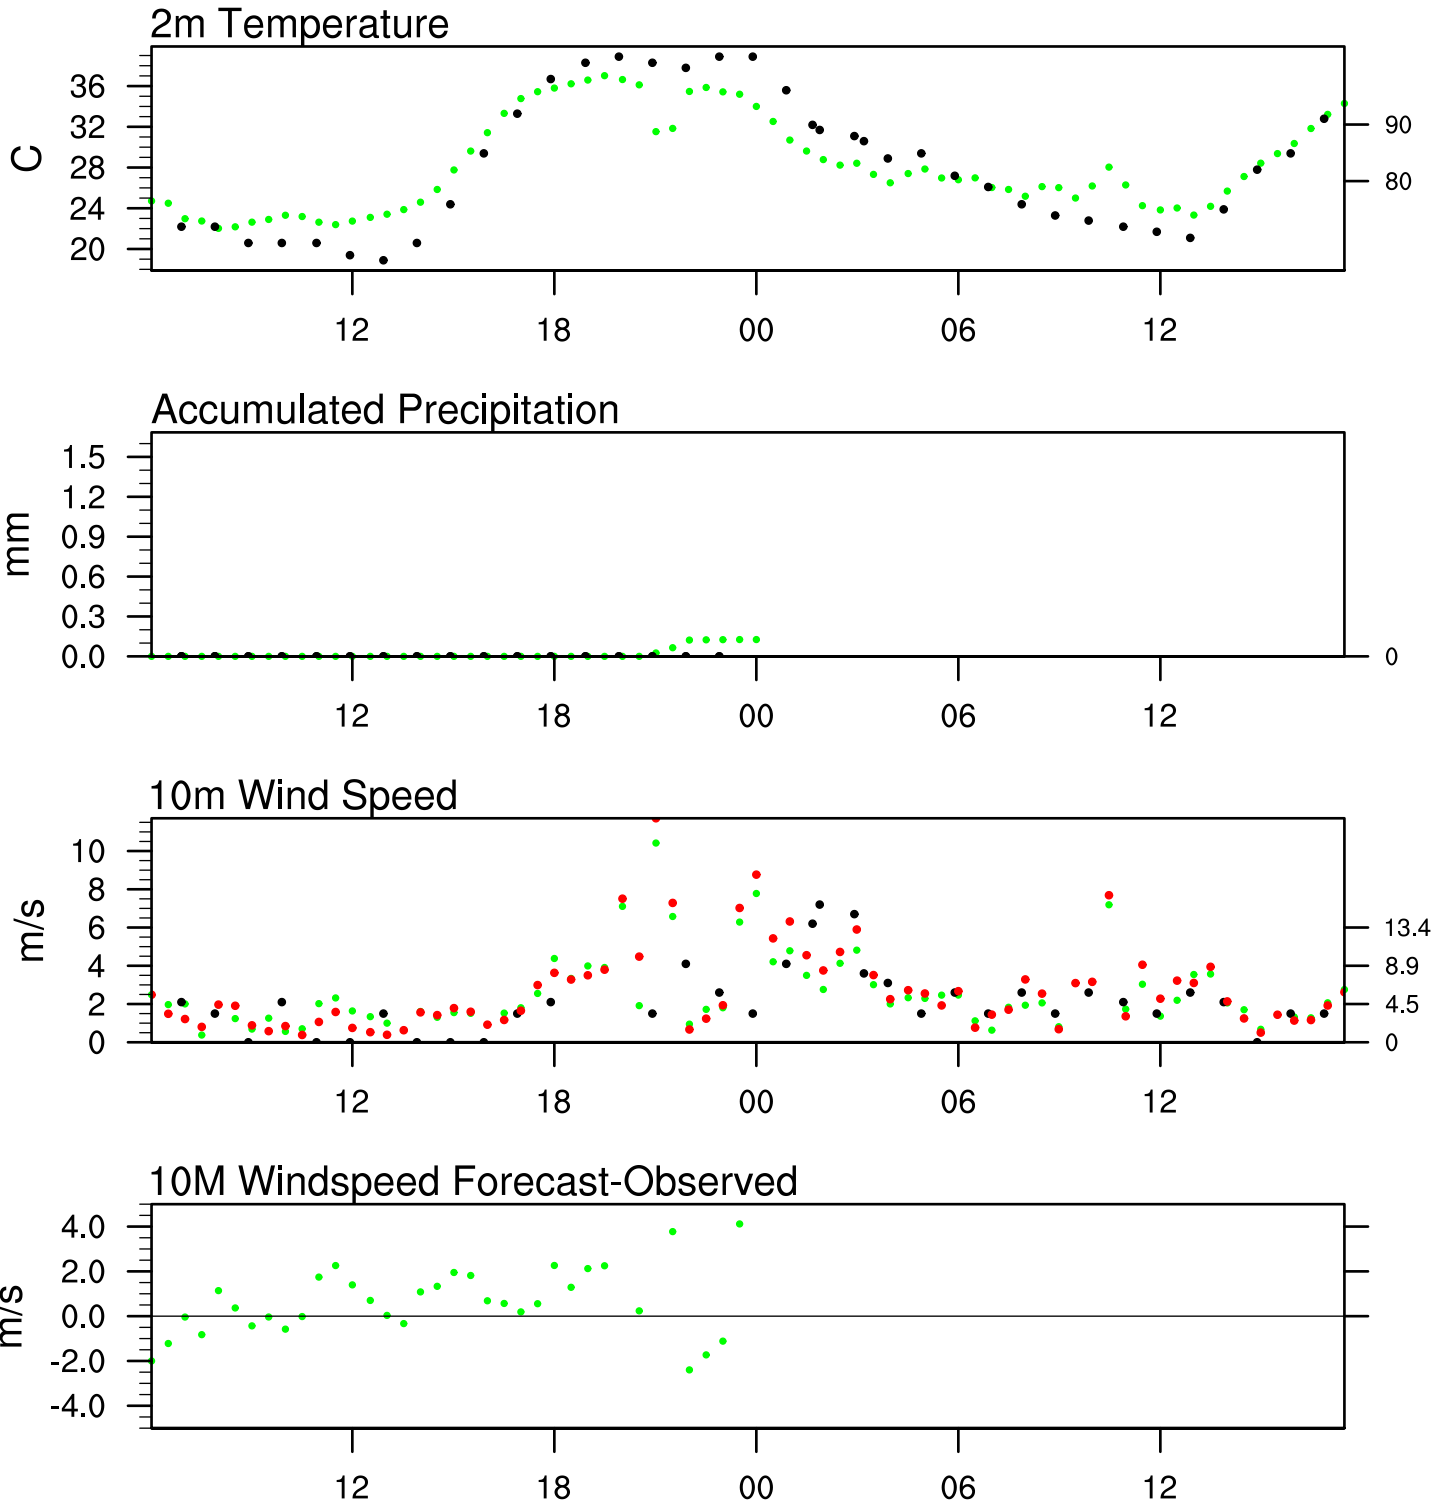 2m Temperature
C
36
32
28
24
20
90
80
12 18 00 06 12
Accumulated Precipitation
mm
1.5
1.2
0.9
0.6
0.3
0.0
0
12 18 00 06 12
10m Wind Speed
m/s
10
8
6
4
2
0
13.4
8.9
4.5
0
12 18 00 06 12
10M Windspeed Forecast-Observed
m/s
4.0
2.0
0.0
-2.0
-4.0
12 18 00 06 12